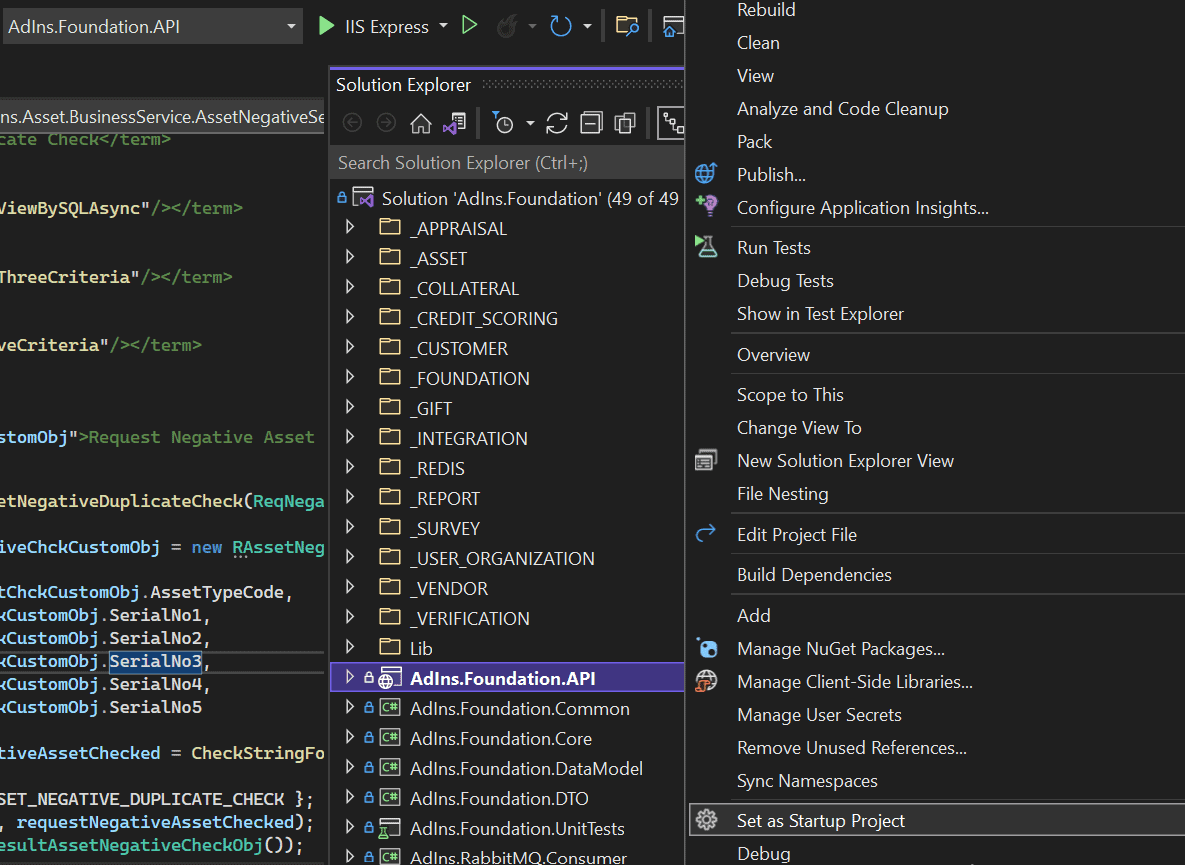 AdIns.Foundation.API
IIS Express
ns.Asset.BusinessService.AssetNegativeSe
cate Check</term>
ViewBySQLAsync"/></term>
ThreeCriteria"/></term>
veCriteria"/></term>
stomObj">Request Negative Asset
etNegativeDuplicateCheck(ReqNega
iveChckCustomObj = new RAssetNeg
tChckCustomObj.AssetTypeCode,
kCustomObj.SerialNo1,
kCustomObj.SerialNo2,
kCustomObj.SerialNo3,
kCustomObj.SerialNo4,
kCustomObj.SerialNo5
tiveAssetChecked = CheckStringFo
SET_NEGATIVE_DUPLICATE_CHECK };
, requestNegativeAssetChecked);
esultAssetNegativeCheckObj());
Solution Explorer
Search Solution Explorer (Ctrl+;)
Solution 'AdIns.Foundation' (49 of 49
_APPRAISAL
_ASSET
_COLLATERAL
_CREDIT_SCORING
_CUSTOMER
_FOUNDATION
_GIFT
_INTEGRATION
_REDIS
_REPORT
_SURVEY
_USER_ORGANIZATION
_VENDOR
_VERIFICATION
Lib
AdIns.Foundation.API
C# AdIns.Foundation.Common
C# AdIns.Foundation.Core
C# AdIns.Foundation.DataModel
C# AdIns.Foundation.DTO
AdIns.Foundation.UnitTests
C# AdIns.RabbitMQ.Consumer
Rebuild
Clean
View
Analyze and Code Cleanup
Pack
Publish...
Configure Application Insights...
Run Tests
Debug Tests
Show in Test Explorer
Overview
Scope to This
Change View To
New Solution Explorer View
File Nesting
Edit Project File
Build Dependencies
Add
Manage NuGet Packages...
Manage Client-Side Libraries...
Manage User Secrets
Remove Unused References...
Sync Namespaces
Set as Startup Project
Debug